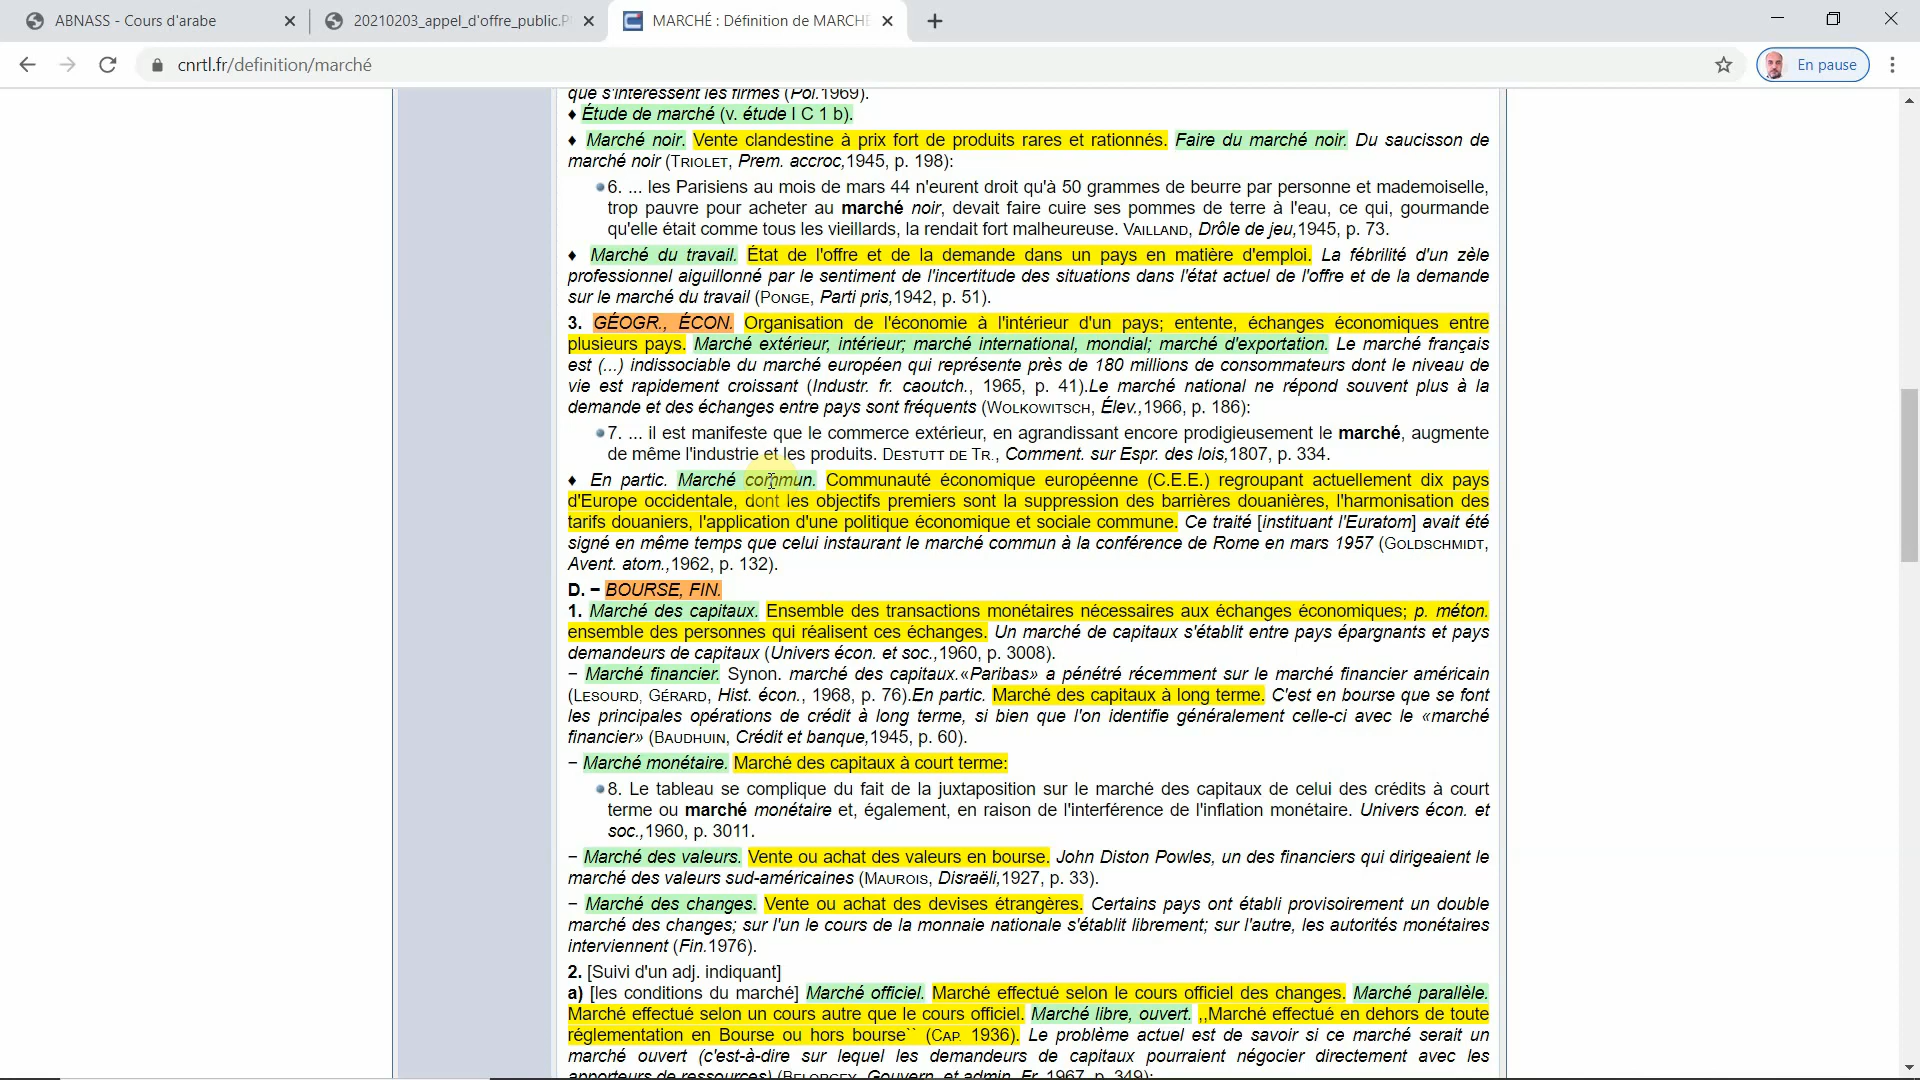 ABNASS - Cours d'arabe
20210203_appel_d'offre_public.P
MARCHÉ : Définition de MARCHE
cnrtl.fr/definition/marché
En pause
que s'intéressent les firmes (Pol.1969).
♦ Étude de marché (v. étude I C 1 b).
♦ Marché noir. Vente clandestine à prix fort de produits rares et rationnés. Faire du marché noir. Du saucisson de
marché noir (TRIOLET, Prem. accroc,1945, p. 198):
6. ... les Parisiens au mois de mars 44 n'eurent droit qu'à 50 grammes de beurre par personne et mademoiselle,
trop pauvre pour acheter au marché noir, devait faire cuire ses pommes de terre à l'eau, ce qui, gourmande
qu'elle était comme tous les vieillards, la rendait fort malheureuse. VAILLAND, Drôle de jeu,1945, p. 73.
♦ Marché du travail. État de l'offre et de la demande dans un pays en matière d'emploi. La fébrilité d'un zèle
professionnel aiguillonné par le sentiment de l'incertitude des situations dans l'état actuel de l'offre et de la demande
sur le marché du travail (PONGE, Parti pris,1942, p. 51).
3. GÉOGR., ÉCON. Organisation de l'économie à l'intérieur d'un pays; entente, échanges économiques entre
plusieurs pays. Marché extérieur, intérieur; marché international, mondial; marché d'exportation. Le marché français
est (...) indissociable du marché européen qui représente près de 180 millions de consommateurs dont le niveau de
vie est rapidement croissant (Industr. fr. caoutch., 1965, p. 41).Le marché national ne répond souvent plus à la
demande et des échanges entre pays sont fréquents (WOLKOWITSCH, Élev.,1966, p. 186):
7. ... il est manifeste que le commerce extérieur, en agrandissant encore prodigieusement le marché, augmente
de même l'industrie et les produits. DESTUTT DE TR., Comment. sur Espr. des lois,1807, p. 334.
♦ En partic. Marché commun. Communauté économique européenne (C.E.E.) regroupant actuellement dix pays
d'Europe occidentale, dont les objectifs premiers sont la suppression des barrières douanières, l'harmonisation des
tarifs douaniers, l'application d'une politique économique et sociale commune. Ce traité [instituant l'Euratom] avait été
signé en même temps que celui instaurant le marché commun à la conférence de Rome en mars 1957 (GOLDSCHMIDT,
Avent. atom.,1962, p. 132).
D. − BOURSE, FIN.
1. Marché des capitaux. Ensemble des transactions monétaires nécessaires aux échanges économiques; p. méton.
ensemble des personnes qui réalisent ces échanges. Un marché de capitaux s'établit entre pays épargnants et pays
demandeurs de capitaux (Univers écon. et soc.,1960, p. 3008).
− Marché financier. Synon. marché des capitaux.«Paribas» a pénétré récemment sur le marché financier américain
(LESOURD, GÉRARD, Hist. écon., 1968, p. 76).En partic. Marché des capitaux à long terme. C'est en bourse que se font
les principales opérations de crédit à long terme, si bien que l'on identifie généralement celle-ci avec le «marché
financier» (BAUDHUIN, Crédit et banque,1945, p. 60).
− Marché monétaire. Marché des capitaux à court terme:
8. Le tableau se complique du fait de la juxtaposition sur le marché des capitaux de celui des crédits à court
terme ou marché monétaire et, également, en raison de l'interférence de l'inflation monétaire. Univers écon. et
soc.,1960, p. 3011.
− Marché des valeurs. Vente ou achat des valeurs en bourse. John Diston Powles, un des financiers qui dirigeaient le
marché des valeurs sud-américaines (MAUROIS, Disraëli,1927, p. 33).
− Marché des changes. Vente ou achat des devises étrangères. Certains pays ont établi provisoirement un double
marché des changes; sur l'un le cours de la monnaie nationale s'établit librement; sur l'autre, les autorités monétaires
interviennent (Fin.1976).
2. [Suivi d'un adj. indiquant]
a) [les conditions du marché] Marché officiel. Marché effectué selon le cours officiel des changes. Marché parallèle.
Marché effectué selon un cours autre que le cours officiel. Marché libre, ouvert. ,,Marché effectué en dehors de toute
réglementation en Bourse ou hors bourse`` (CAP. 1936). Le problème actuel est de savoir si ce marché serait un
marché ouvert (c'est-à-dire sur lequel les demandeurs de capitaux pourraient négocier directement avec les
apporteurs de ressources) (BELORGEY, Gouvern. et admin. Fr.,1967, p. 349):